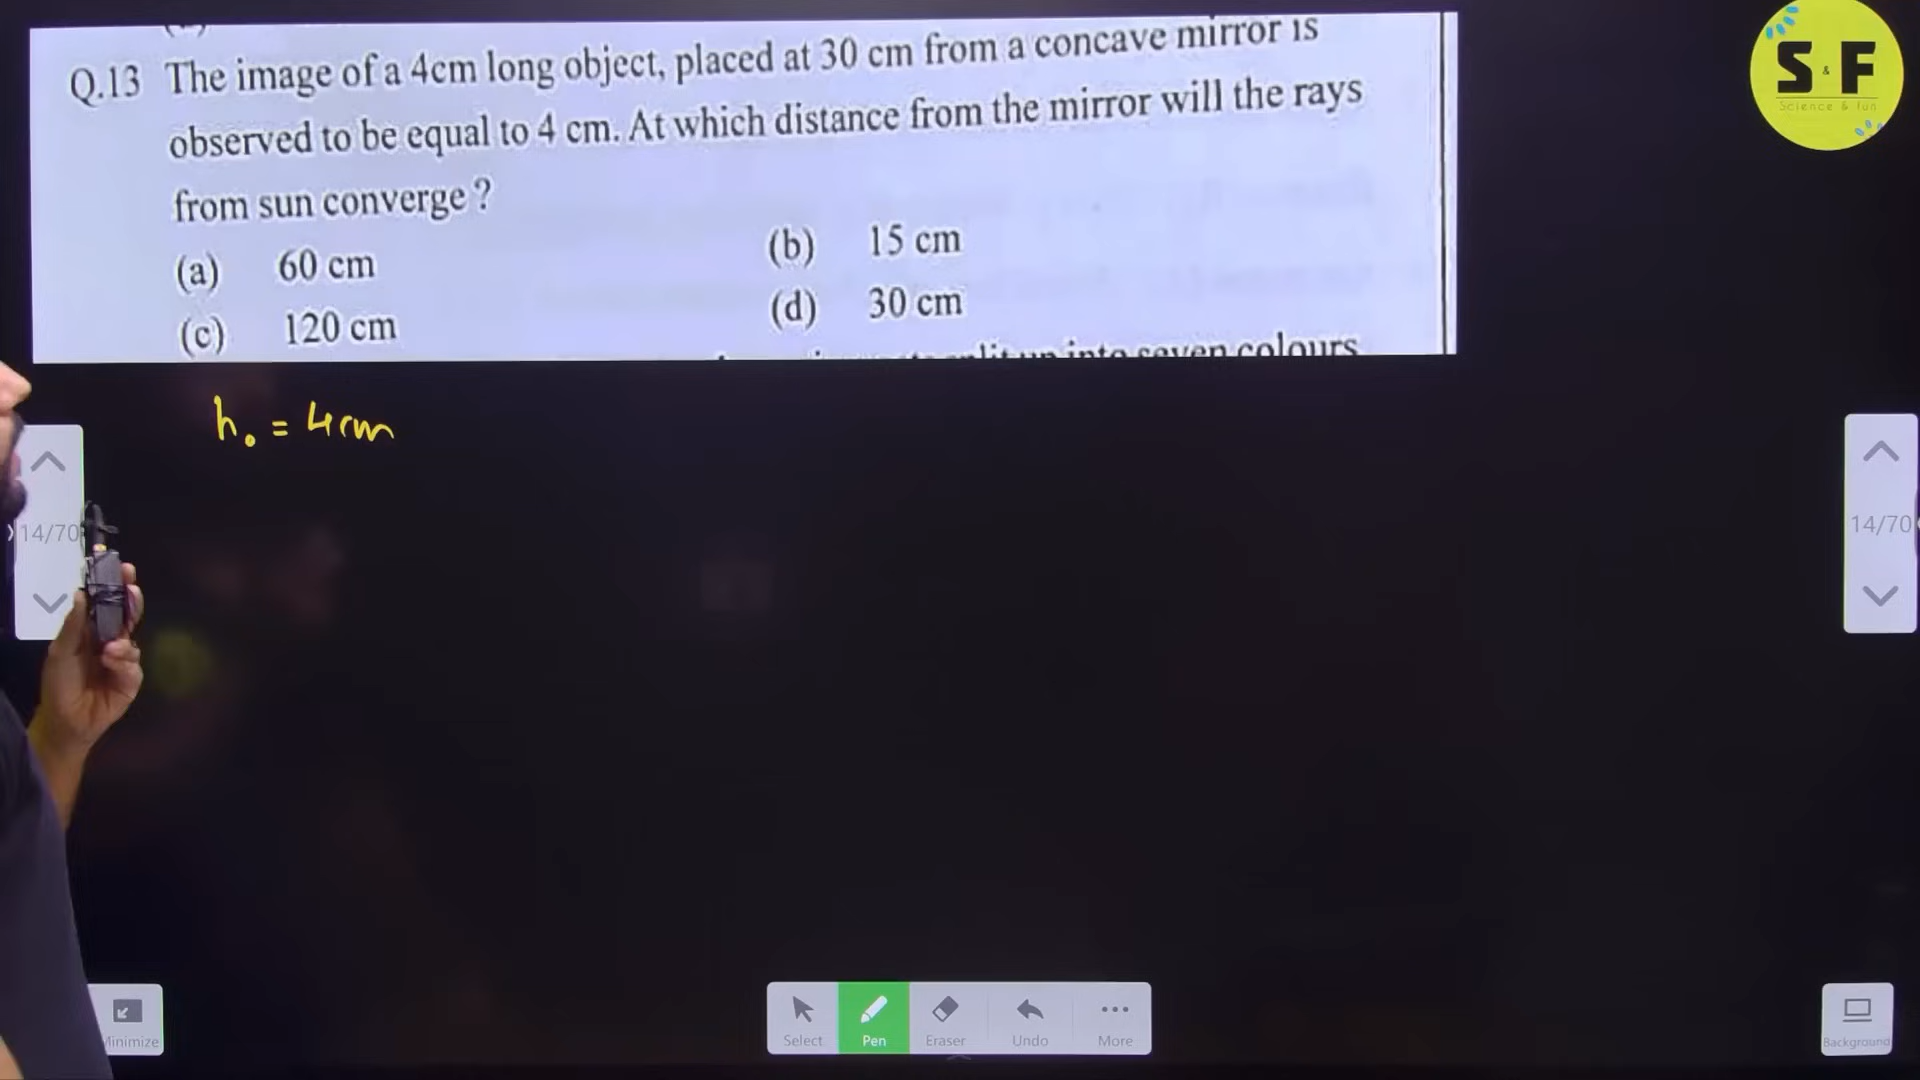 Q.13 The image of a 4cm long object, placed at 30 cm from a concave mirror is
observed to be equal to 4 cm. At which distance from the mirror will the rays
from sun converge ?
(a) 60 cm (b) 15 cm
(c) 120 cm (d) 30 cm
into seven colours
S & F
Science & fun
h₀ = 4cm
14/70
14/70
Minimize
Select Pen Eraser Undo More
Background